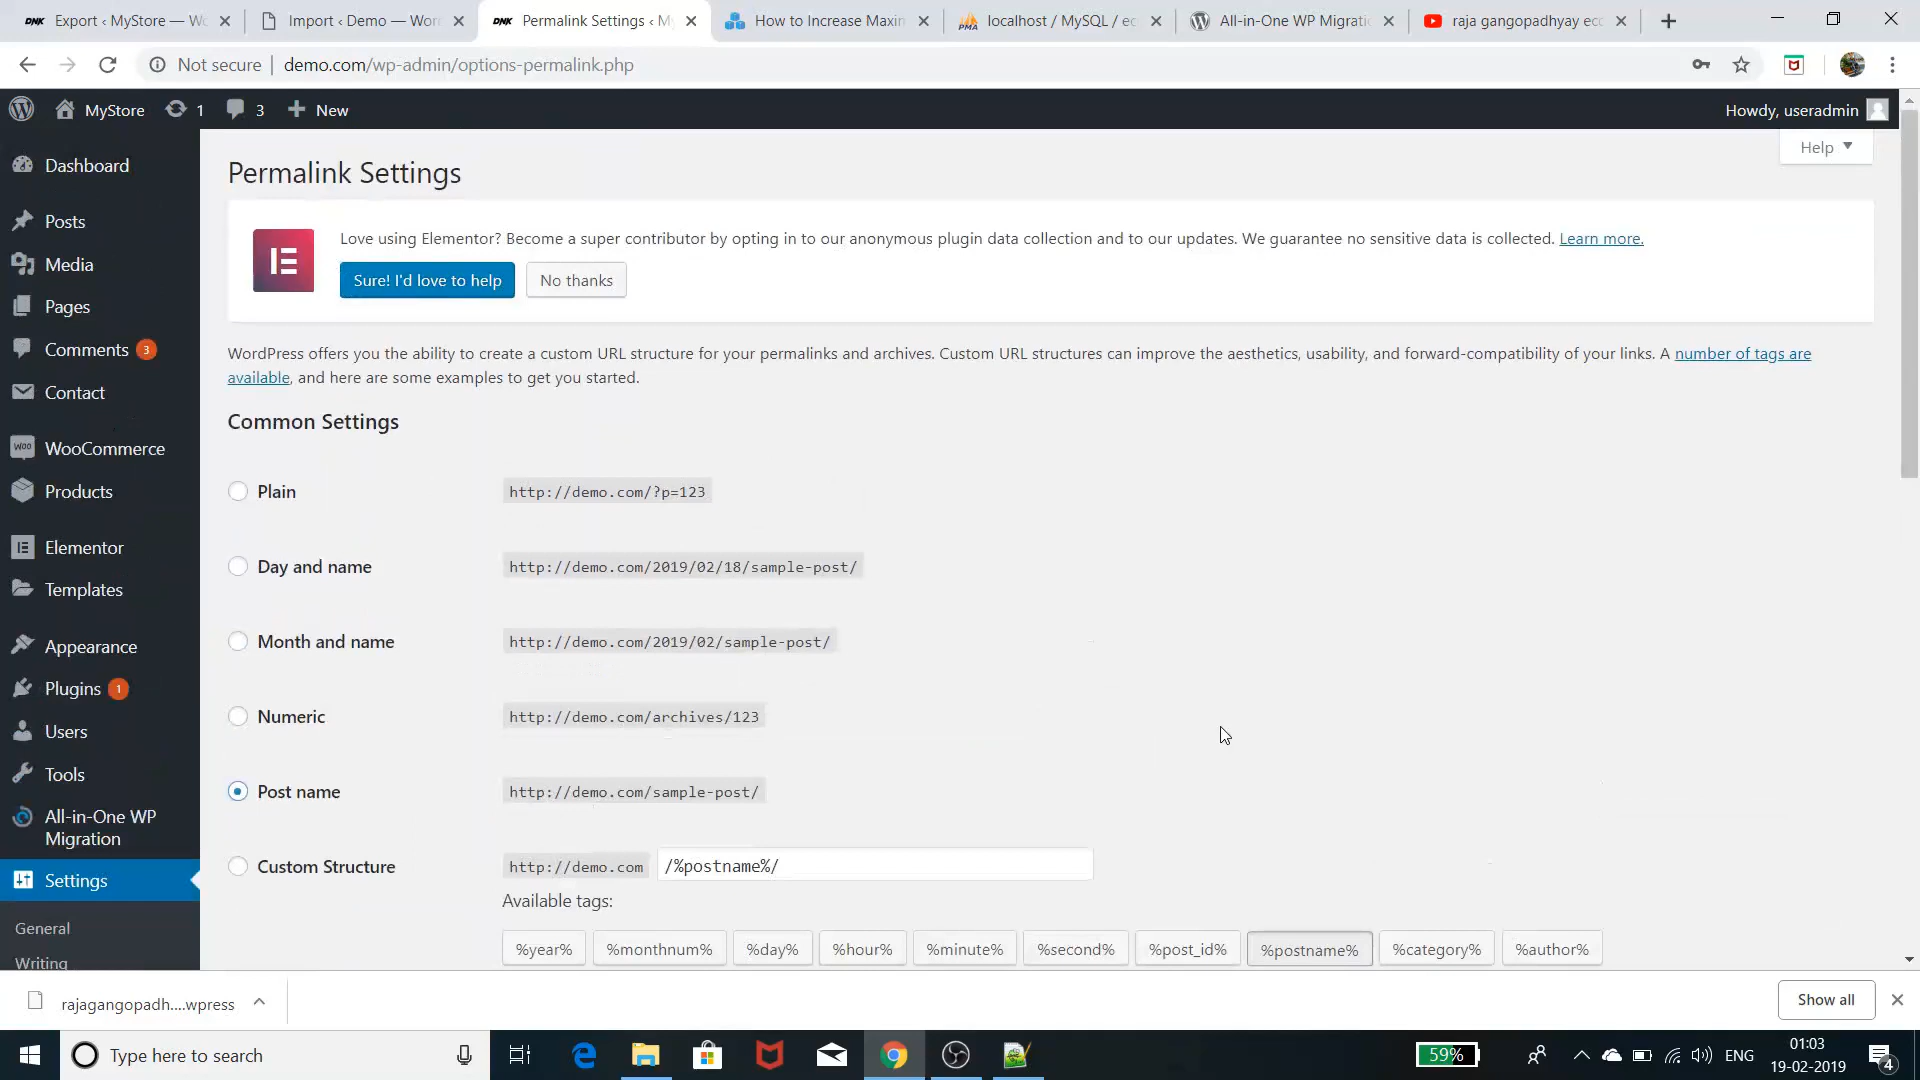 Export ‹ MyStore — Wo
Import ‹ Demo — Wor
Permalink Settings ‹ My
How to Increase Maxin
localhost / MySQL / ec
All-in-One WP Migrati
raja gangopadhyay ecc
Not secure | demo.com/wp-admin/options-permalink.php
MyStore 1 3 New Howdy, useradmin
Help
Dashboard
Posts
Media
Pages
Comments 3
Contact
WooCommerce
Products
Elementor
Templates
Appearance
Plugins 1
Users
Tools
All-in-One WP
Migration
Settings
General
Writing
Permalink Settings
Love using Elementor? Become a super contributor by opting in to our anonymous plugin data collection and to our updates. We guarantee no sensitive data is collected. Learn more.
Sure! I'd love to help No thanks
WordPress offers you the ability to create a custom URL structure for your permalinks and archives. Custom URL structures can improve the aesthetics, usability, and forward-compatibility of your links. A number of tags are
available, and here are some examples to get you started.
Common Settings
Plain http://demo.com/?p=123
Day and name http://demo.com/2019/02/18/sample-post/
Month and name http://demo.com/2019/02/sample-post/
Numeric http://demo.com/archives/123
Post name http://demo.com/sample-post/
Custom Structure http://demo.com /%postname%/
Available tags:
%year% %monthnum% %day% %hour% %minute% %second% %post_id% %postname% %category% %author%
rajagangopadh....wpress
Show all
Type here to search
59%
ENG
01:03
19-02-2019
4